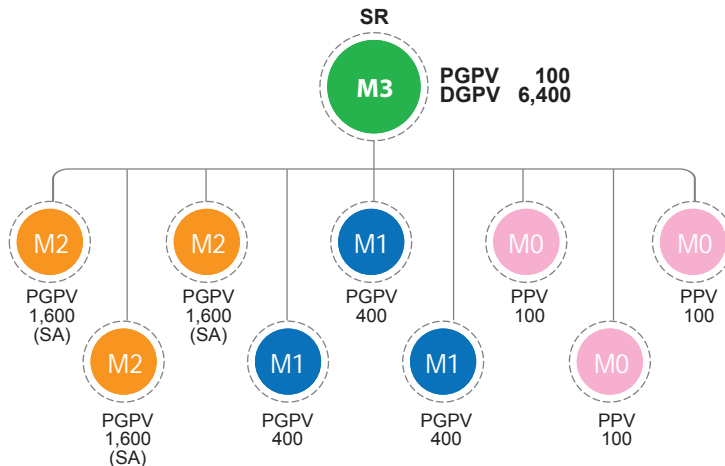 SR
M3
PGPV 100
DGPV 6,400
M2
PGPV
1,600
(SA)
M2
PGPV
1,600
(SA)
M2
PGPV
1,600
(SA)
M1
PGPV
400
M1
PGPV
400
M1
PGPV
400
M0
PPV
100
M0
PPV
100
M0
PPV
100